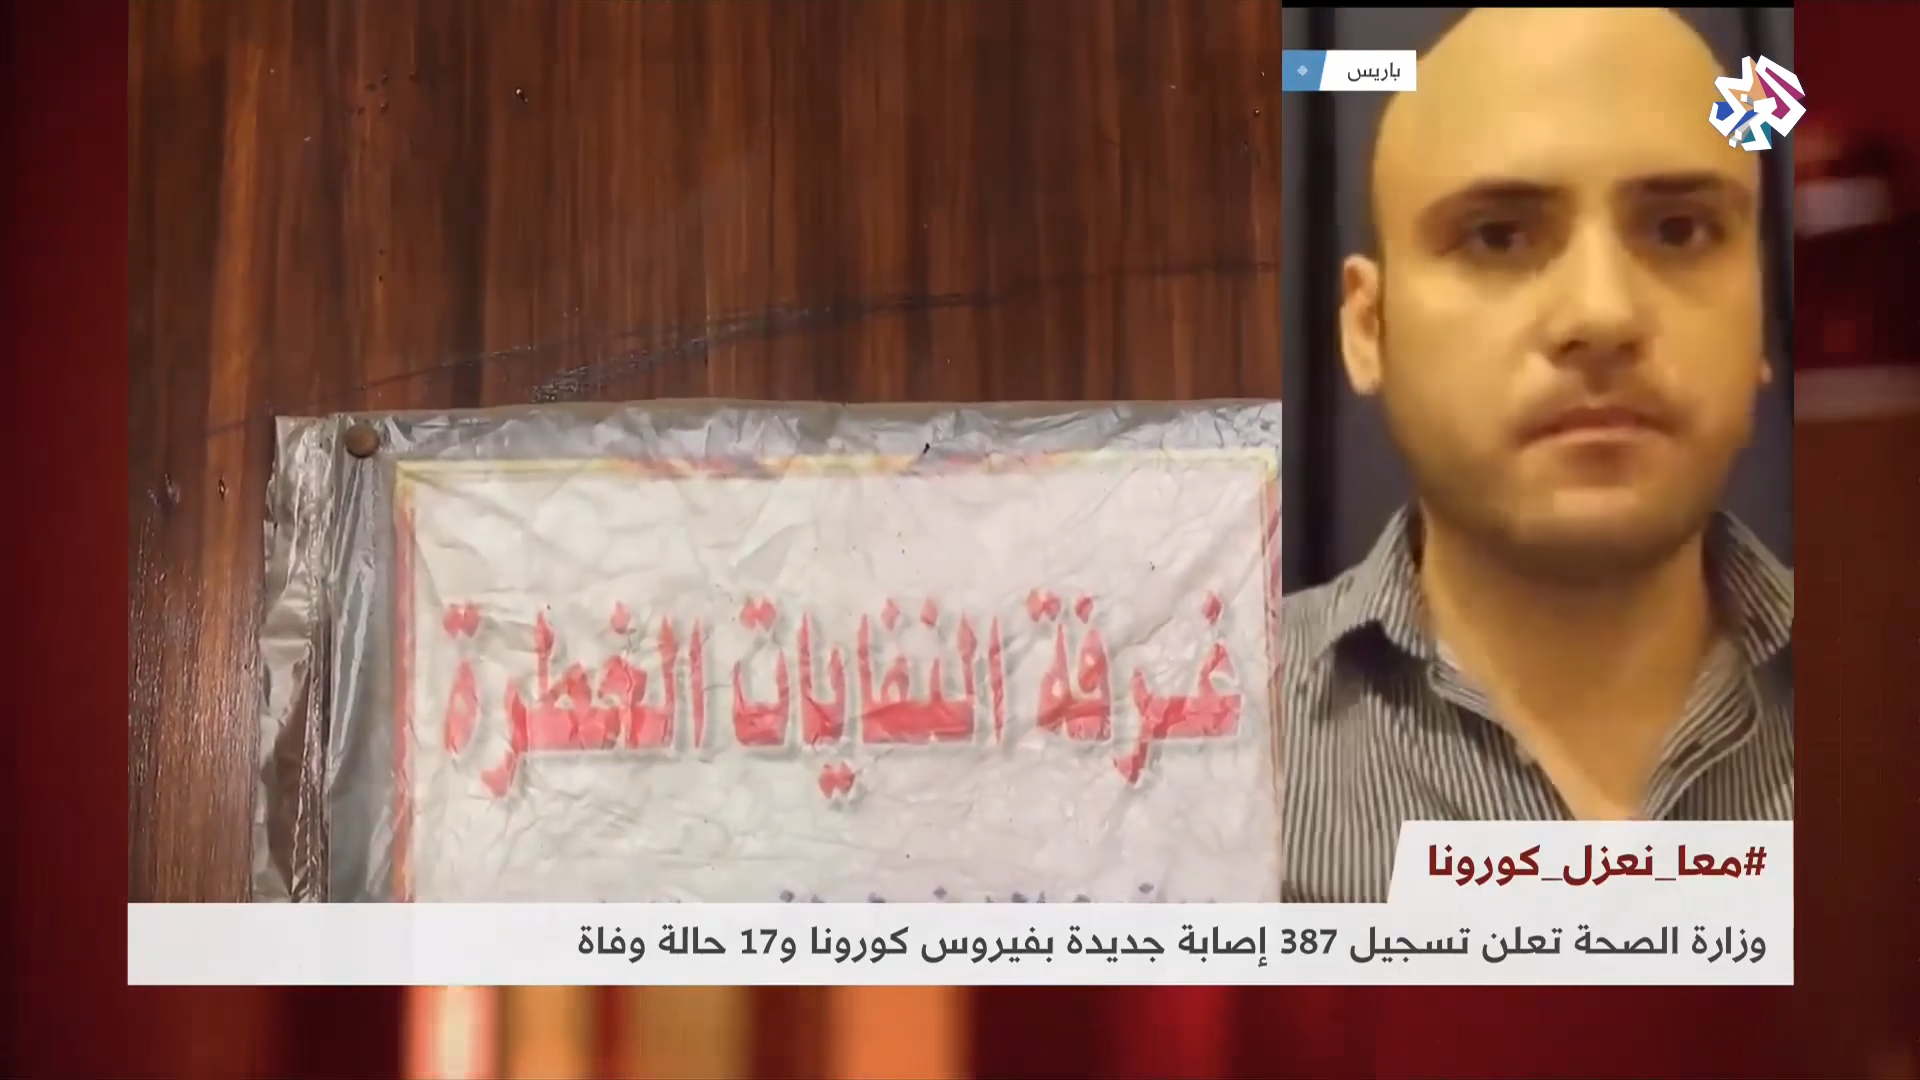 باريس
غرفة النفايات الخطرة
#معا_نعزل_كورونا
وزارة الصحة تعلن تسجيل 387 إصابة جديدة بفيروس كورونا و17 حالة وفاة